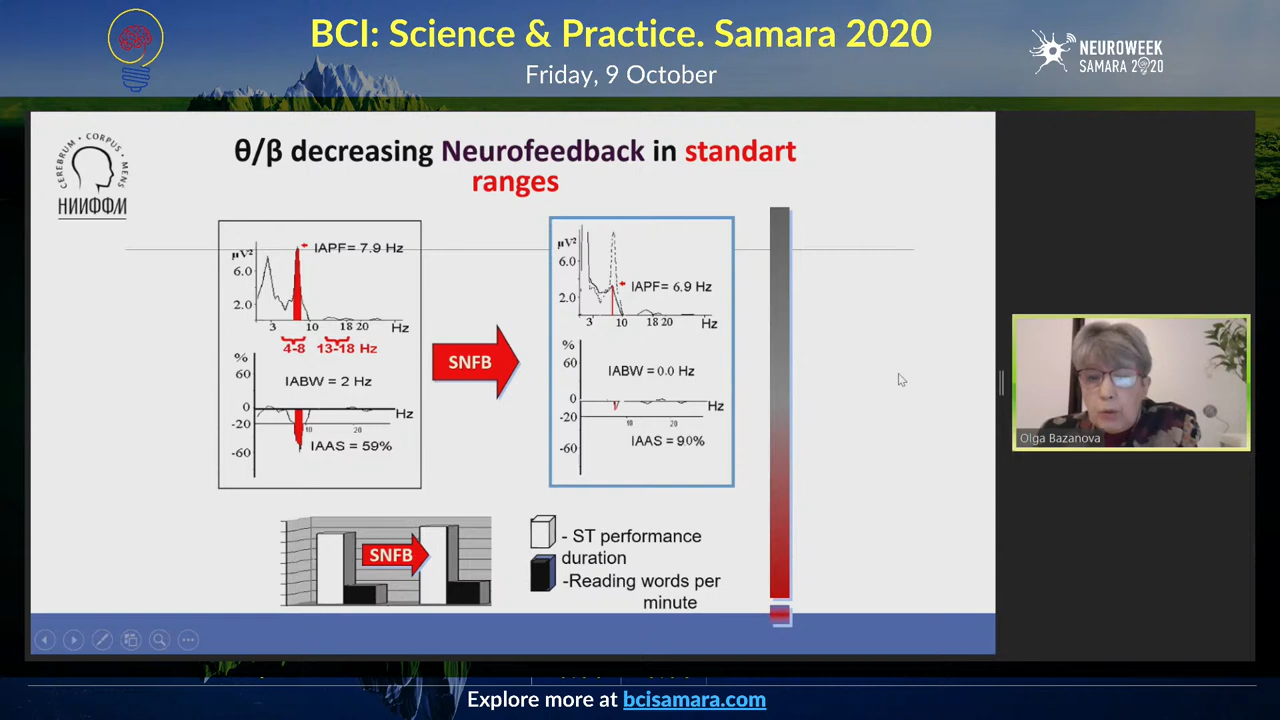 BCI: Science & Practice. Samara 2020
Friday, 9 October
NEUROWEEK
SAMARA 2020
CEREBRUM • CORPUS • MENS
НИИФФМ
θ/β decreasing Neurofeedback in standart
ranges
µV²
6.0
2.0
IAPF= 7.9 Hz
3 10 18 20 Hz
4-8 13-18 Hz
%
60
IABW = 2 Hz
0
Hz
-20
10 20
IAAS = 59%
-60
SNFB
µV²
6.0
2.0
IAPF= 6.9 Hz
3 10 18 20 Hz
%
60
IABW = 0.0 Hz
0
Hz
-20
10 20
IAAS = 90%
-60
SNFB
- ST performance
duration
-Reading words per
minute
Olga Bazanova
Explore more at bcisamara.com